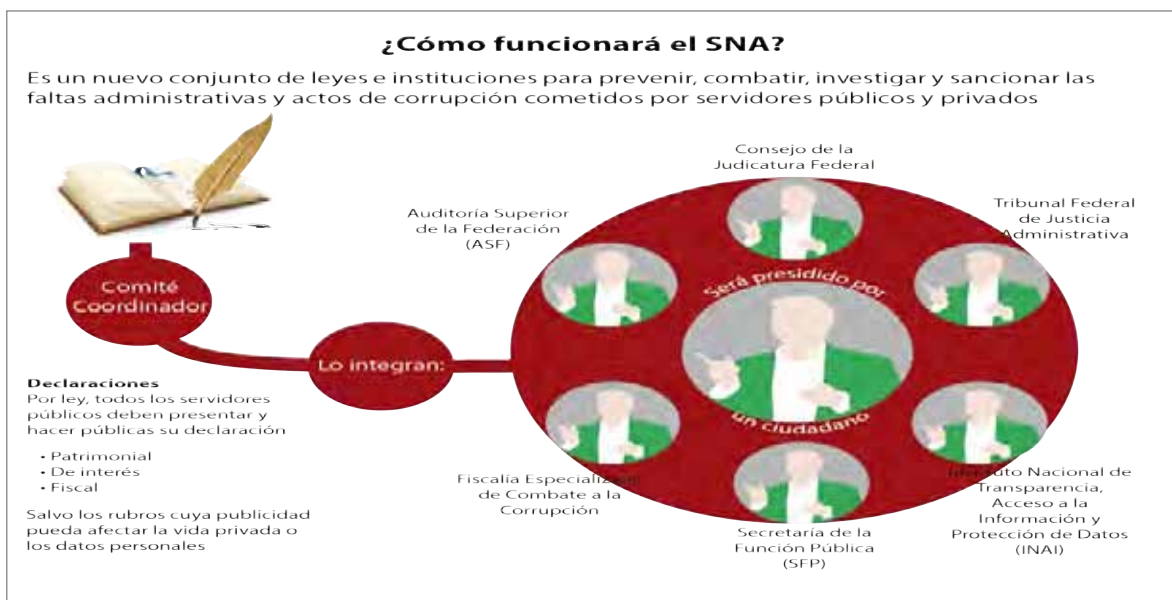 ¿Cómo funcionará el SNA?
Es un nuevo conjunto de leyes e instituciones para prevenir, combatir, investigar y sancionar las
faltas administrativas y actos de corrupción cometidos por servidores públicos y privados
Comité
Coordinador
Lo integran:
Auditoría Superior
de la Federación
(ASF)
Consejo de la
Judicatura Federal
Tribunal Federal
de Justicia
Administrativa
Será presidido por
un ciudadano
Fiscalía Especializada
de Combate a la
Corrupción
Secretaría de la
Función Pública
(SFP)
Instituto Nacional de
Transparencia,
Acceso a la
Información y
Protección de Datos
(INAI)
Declaraciones
Por ley, todos los servidores
públicos deben presentar y
hacer públicas su declaración
• Patrimonial
• De interés
• Fiscal
Salvo los rubros cuya publicidad
pueda afectar la vida privada o
los datos personales